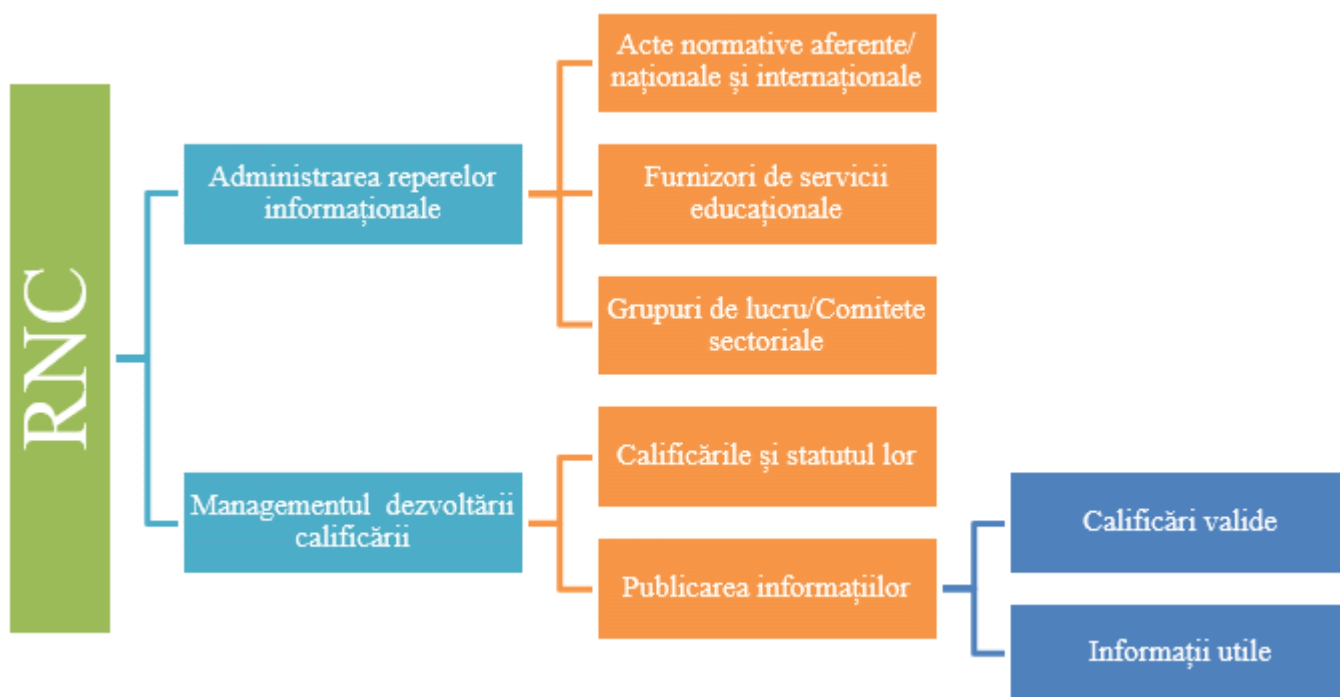 RNC
Administrarea reperelor
informaționale
Acte normative aferente/
naționale și internaționale
Furnizori de servicii
educaționale
Grupuri de lucru/Comitete
sectoriale
Managementul dezvoltării
calificării
Calificările și statutul lor
Publicarea informațiilor
Calificări valide
Informații utile